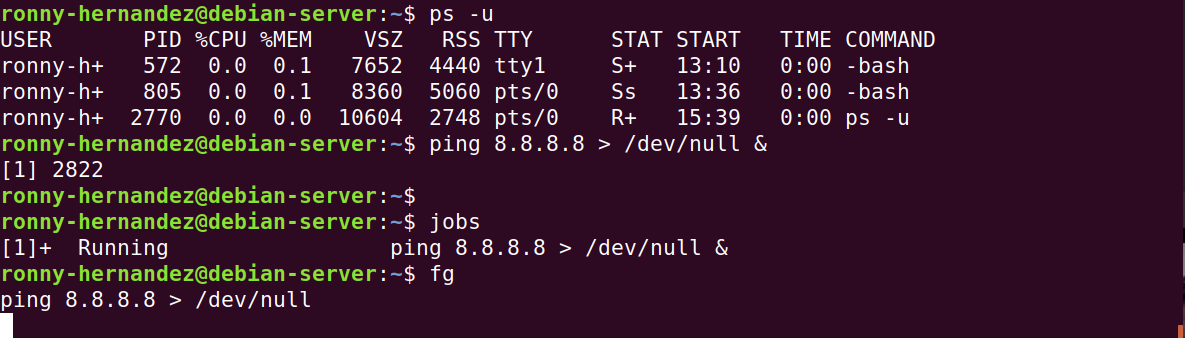 ronny-hernandez@debian-server:~$ ps -u
USER       PID %CPU %MEM    VSZ   RSS TTY      STAT START   TIME COMMAND
ronny-h+   572  0.0  0.1   7652  4440 tty1     S+   13:10   0:00 -bash
ronny-h+   805  0.0  0.1   8360  5060 pts/0    Ss   13:36   0:00 -bash
ronny-h+  2770  0.0  0.0  10604  2748 pts/0    R+   15:39   0:00 ps -u
ronny-hernandez@debian-server:~$ ping 8.8.8.8 > /dev/null &
[1] 2822
ronny-hernandez@debian-server:~$
ronny-hernandez@debian-server:~$ jobs
[1]+  Running                 ping 8.8.8.8 > /dev/null &
ronny-hernandez@debian-server:~$ fg
ping 8.8.8.8 > /dev/null